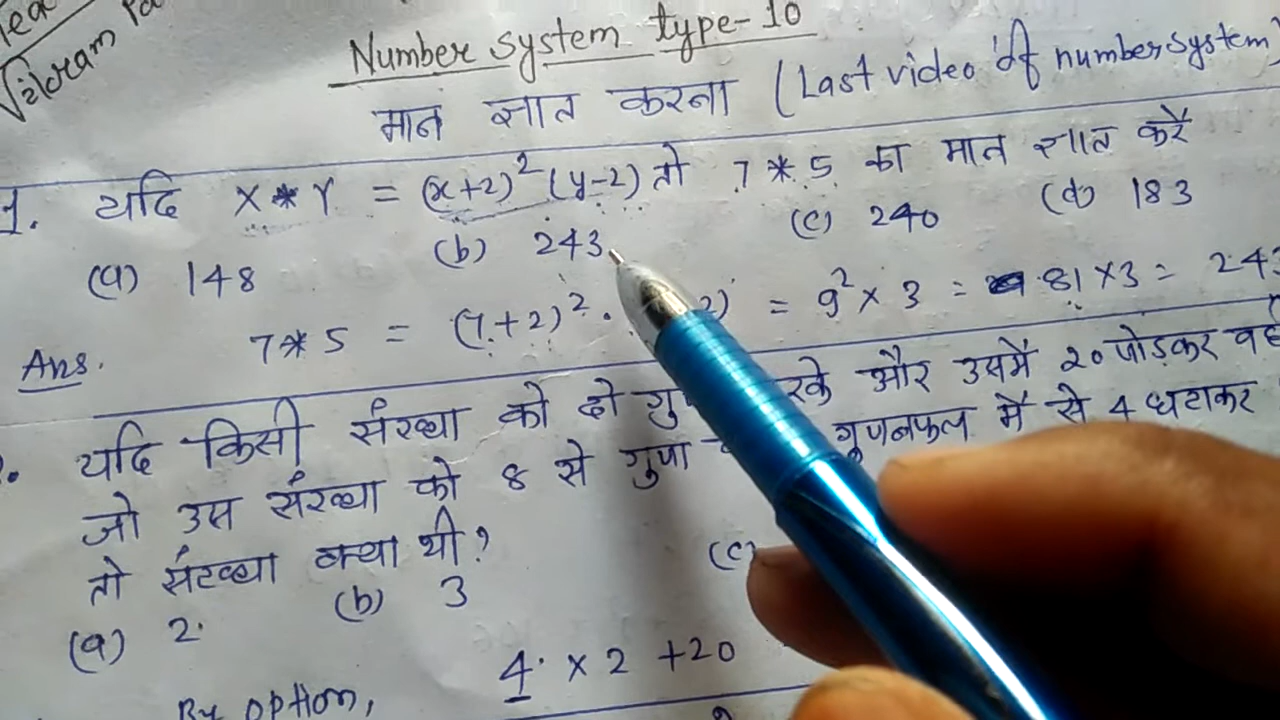 Number system type-10
मान ज्ञात करना (Last video of number system)
1. यदि X * Y = (x+2)² (y-2) तो 7 * 5 का मान ज्ञात करै
(a) 148 (b) 243 (c) 240 (d) 183
Ans. 7 * 5 = (7+2)² · 2) = 9² × 3 = 81 × 3 = 243
यदि किसी संख्या को दो और उसमें 20 जोड़कर
जो उस संख्या को 8 से गुणा गुणनफल में से 4 घटाकर
तो संख्या क्या थी?
(a) 2. (b) 3 (c)
By option, 4. × 2 + 20